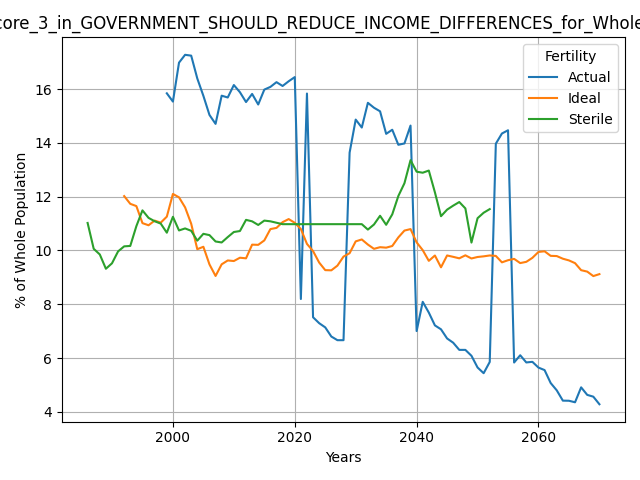 core_3_in_GOVERNMENT_SHOULD_REDUCE_INCOME_DIFFERENCES_for_Whole
Fertility
Actual
Ideal
Sterile
% of Whole Population
16
14
12
10
8
6
4
2000 2020 2040 2060
Years